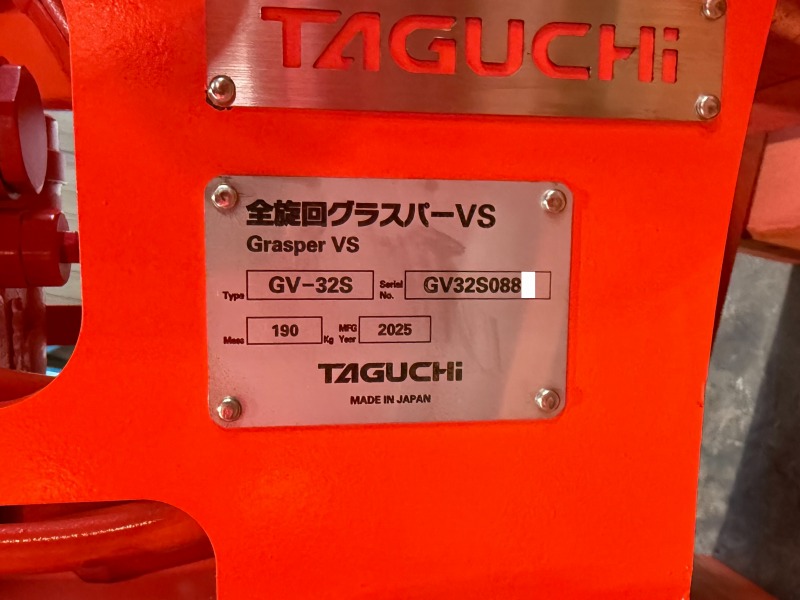 TAGUCHi
全旋回グラスパーVS
Grasper VS
Type GV-32S Serial No. GV32S088
Mass 190 Kg MFG Year 2025
TAGUCHi
MADE IN JAPAN